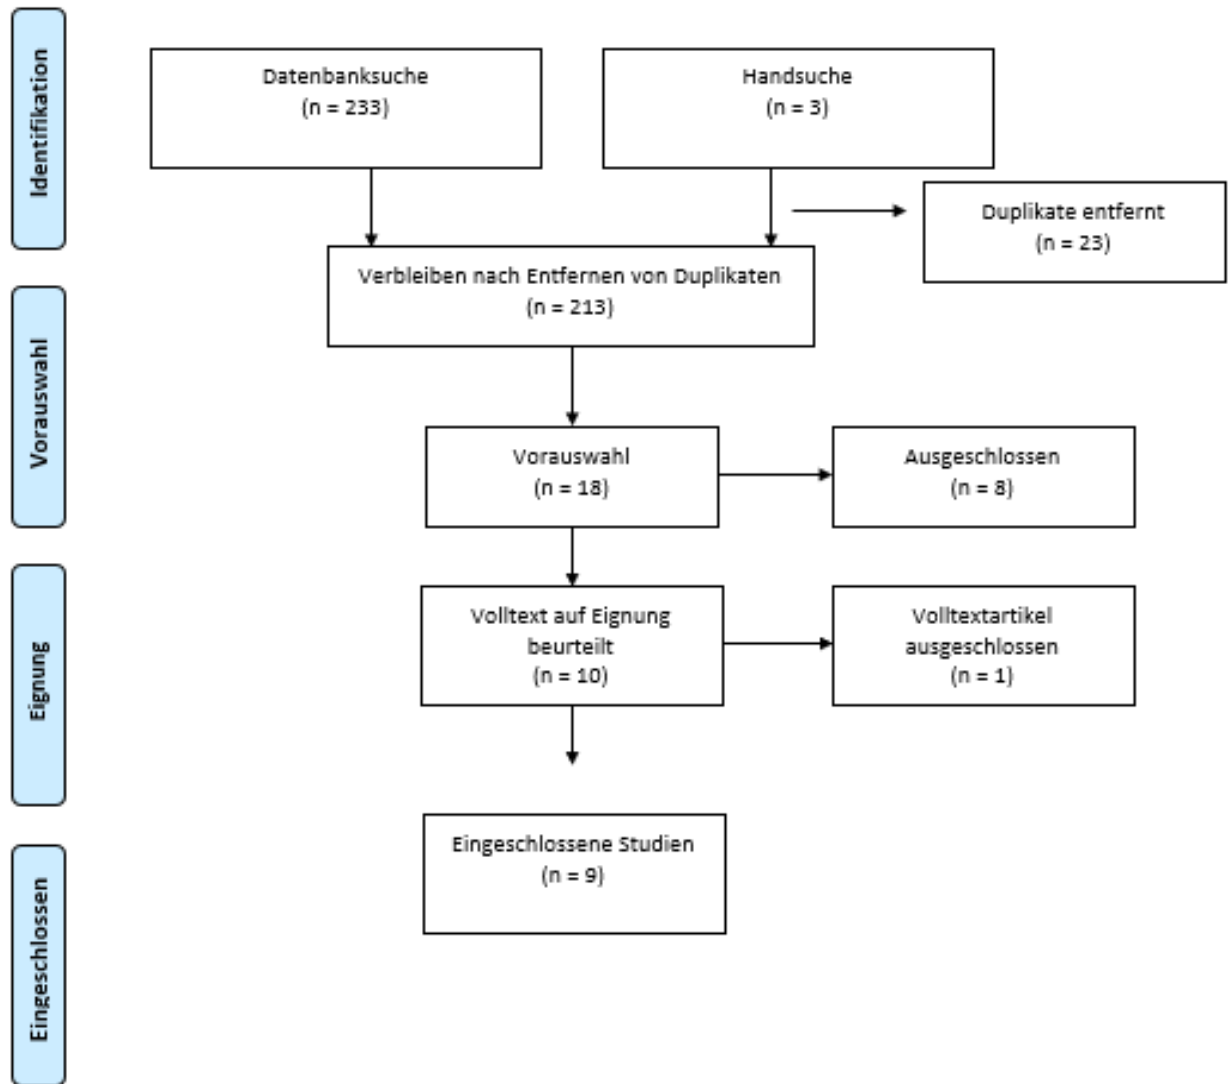 Identifikation
Datenbanksuche
(n = 233)
Handsuche
(n = 3)
Duplikate entfernt
(n = 23)
Verbleiben nach Entfernen von Duplikaten
(n = 213)
Vorauswahl
Vorauswahl
(n = 18)
Ausgeschlossen
(n = 8)
Eignung
Volltext auf Eignung
beurteilt
(n = 10)
Volltextartikel
ausgeschlossen
(n = 1)
Eingeschlossen
Eingeschlossene Studien
(n = 9)